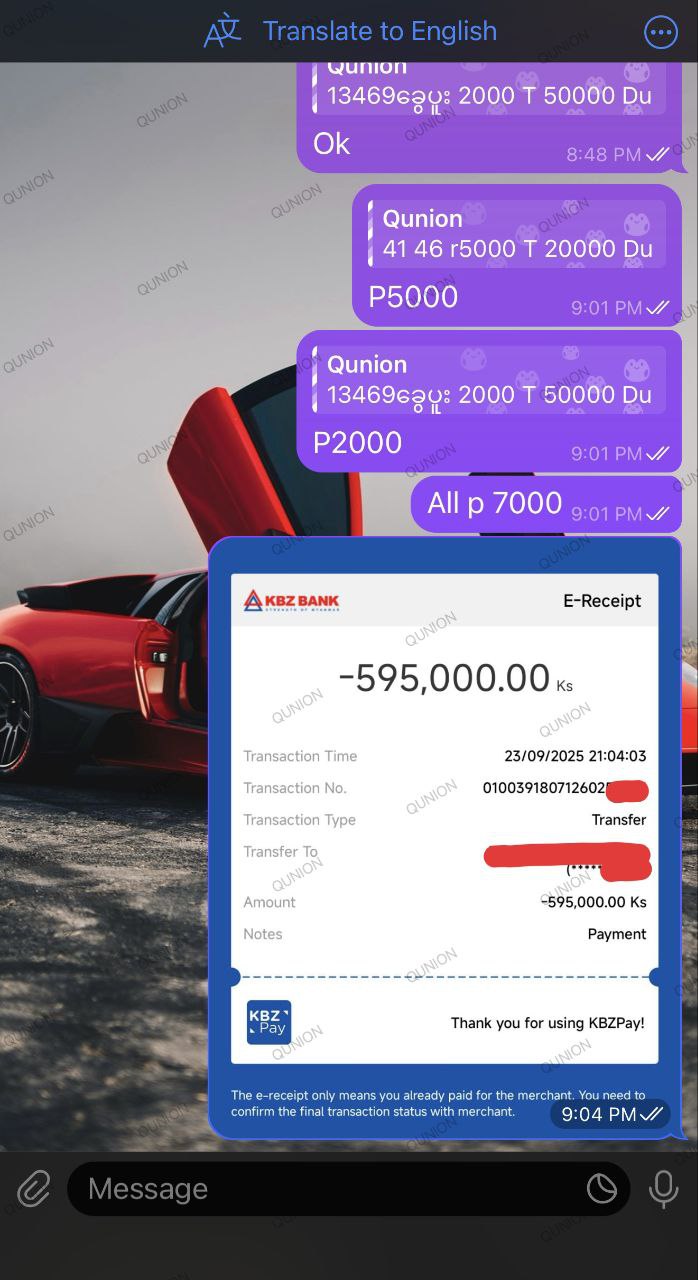 Translate to English
Qunion
13469ခွေပူး 2000 T 50000 Du
Ok
8:48 PM
Qunion
41 46 r5000 T 20000 Du
P5000
9:01 PM
Qunion
13469ခွေပူး 2000 T 50000 Du
P2000
9:01 PM
All p 7000
9:01 PM
KBZ BANK
STRENGTH OF MYANMAR
E-Receipt
-595,000.00 Ks
Transaction Time 23/09/2025 21:04:03
Transaction No. 0100391807126025
Transaction Type Transfer
Transfer To
(*****
Amount -595,000.00 Ks
Notes Payment
KBZ Pay
Thank you for using KBZPay!
The e-receipt only means you already paid for the merchant. You need to
confirm the final transaction status with merchant.
9:04 PM
Message
QUNION